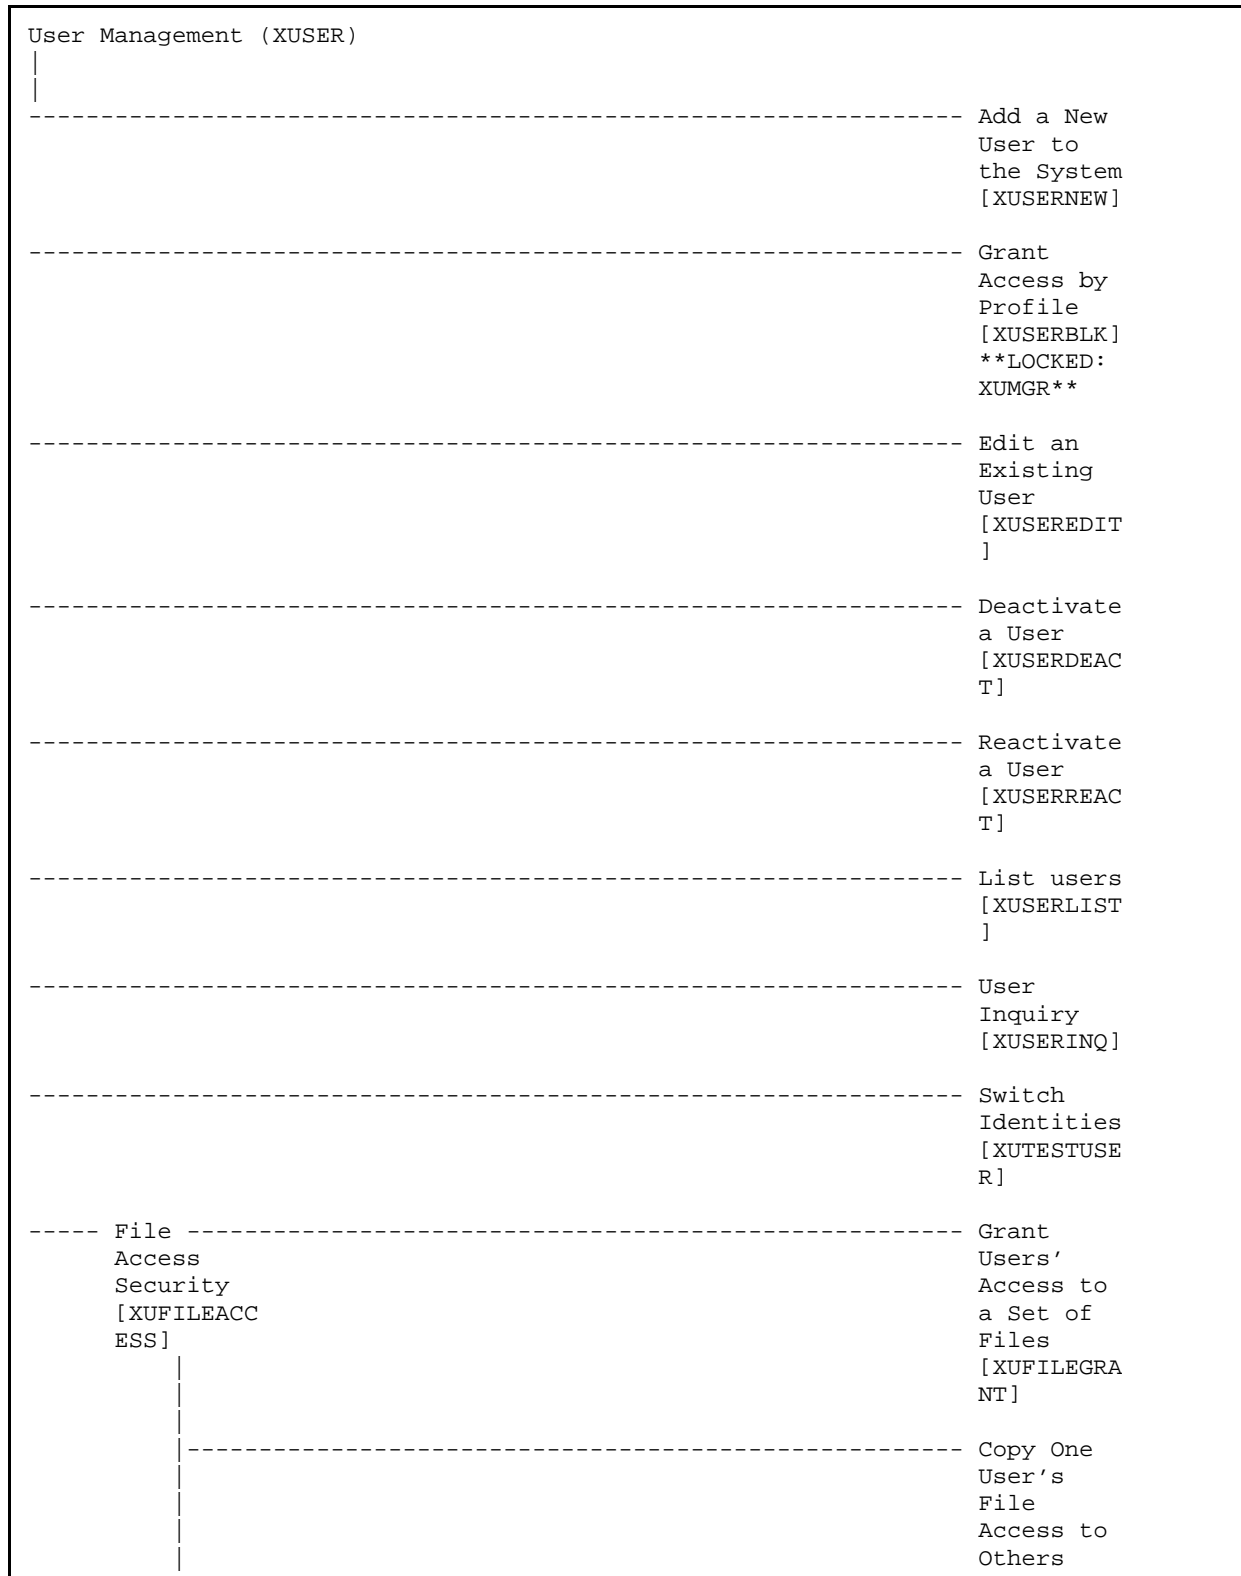 User Management (XUSER)
|
|
----------------------------------------------------------------- Add a New
User to
the System
[XUSERNEW]
----------------------------------------------------------------- Grant
Access by
Profile
[XUSERBLK]
**LOCKED:
XUMGR**
----------------------------------------------------------------- Edit an
Existing
User
[XUSEREDIT
]
----------------------------------------------------------------- Deactivate
a User
[XUSERDEAC
T]
----------------------------------------------------------------- Reactivate
a User
[XUSERREAC
T]
----------------------------------------------------------------- List users
[XUSERLIST
]
----------------------------------------------------------------- User
Inquiry
[XUSERINQ]
----------------------------------------------------------------- Switch
Identities
[XUTESTUSE
R]
----- File ------------------------------------------------------ Grant
Access Users’
Security Access to
[XUFILEACC a Set of
ESS] Files
| [XUFILEGRA
| NT]
|
|------------------------------------------------------ Copy One
| User’s
| File
| Access to
| Others